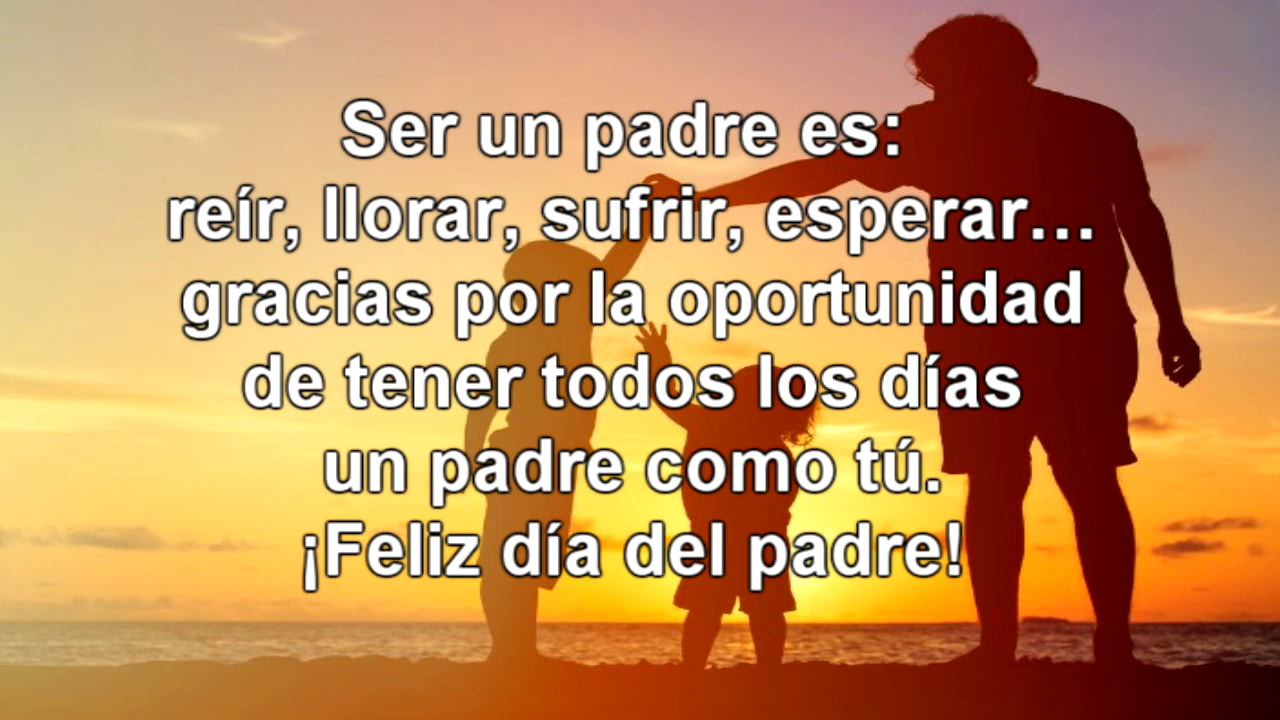 Ser un padre es:
reír, llorar, sufrir, esperar...
gracias por la oportunidad
de tener todos los días
un padre como tú.
¡Feliz día del padre!